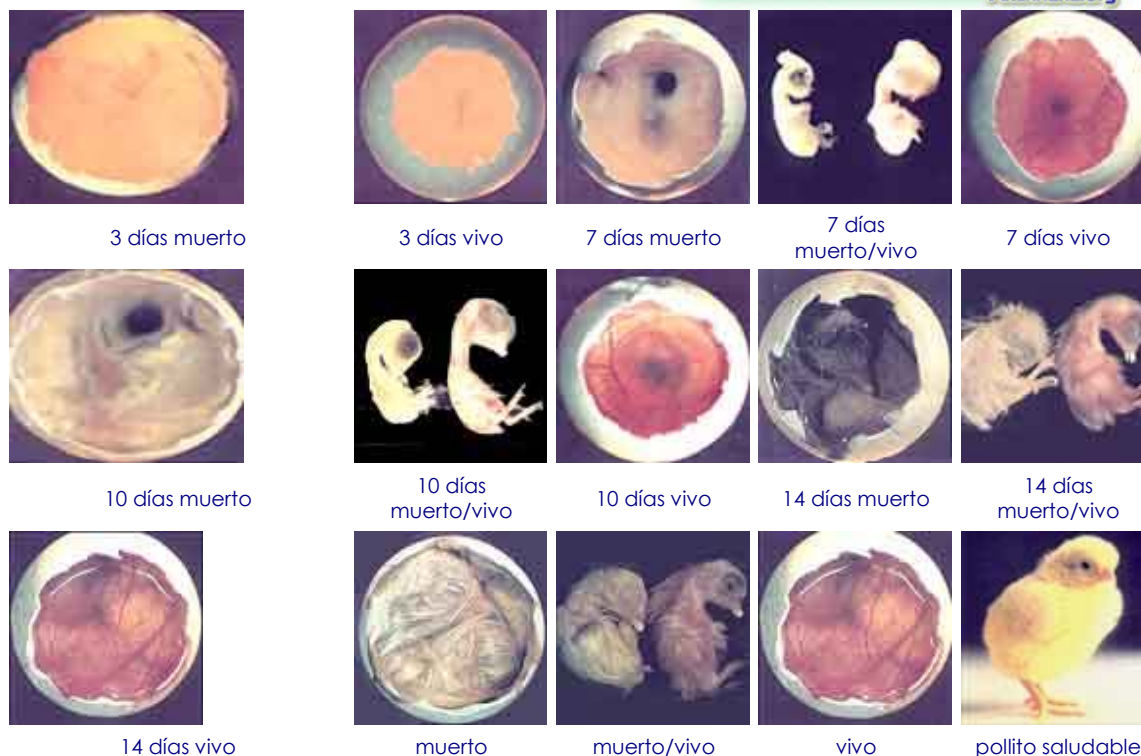 3 días muerto
3 días vivo
7 días muerto
7 días
muerto/vivo
7 días vivo
10 días muerto
10 días
muerto/vivo
10 días vivo
14 días muerto
14 días
muerto/vivo
14 días vivo
muerto
muerto/vivo
vivo
pollito saludable